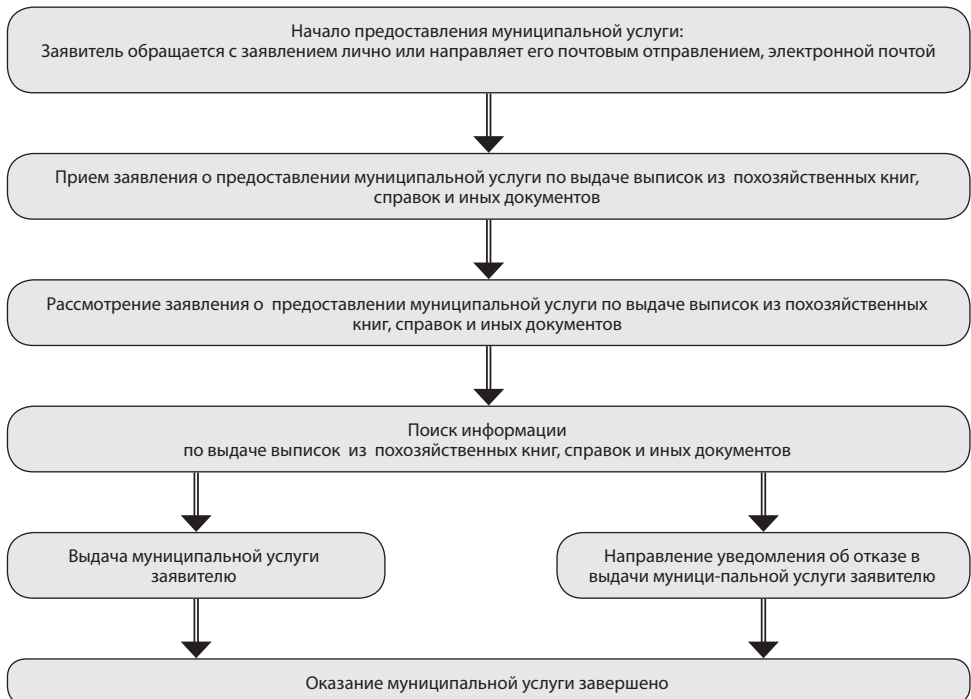 Начало предоставления муниципальной услуги:
Заявитель обращается с заявлением лично или направляет его почтовым отправлением, электронной почтой
Прием заявления о предоставлении муниципальной услуги по выдаче выписок из похозяйственных книг,
справок и иных документов
Рассмотрение заявления о предоставлении муниципальной услуги по выдаче выписок из похозяйственных
книг, справок и иных документов
Поиск информации
по выдаче выписок из похозяйственных книг, справок и иных документов
Выдача муниципальной услуги
заявителю
Направление уведомления об отказе в
выдачи муници-пальной услуги заявителю
Оказание муниципальной услуги завершено